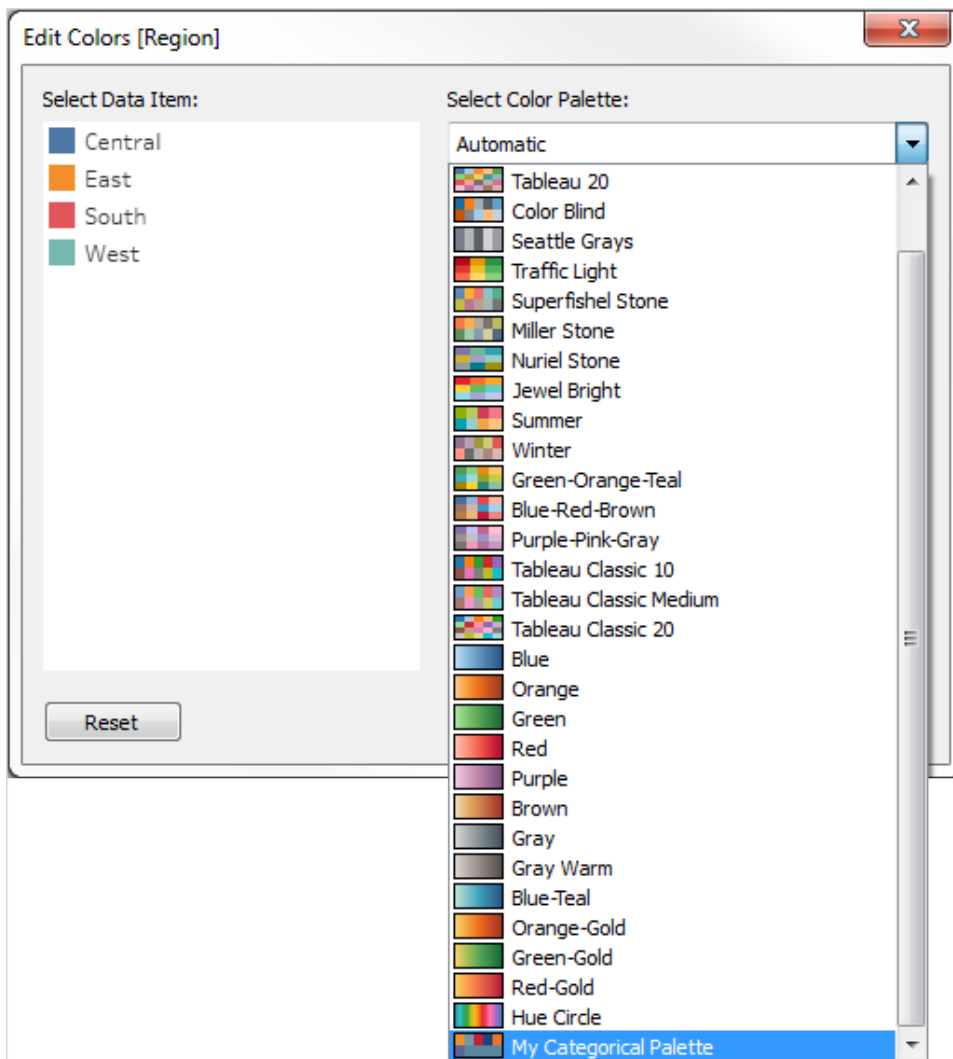 Edit Colors [Region]
Select Data Item:
Central
East
South
West
Reset
Select Color Palette:
Automatic
Tableau 20
Color Blind
Seattle Grays
Traffic Light
Superfishel Stone
Miller Stone
Nuriel Stone
Jewel Bright
Summer
Winter
Green-Orange-Teal
Blue-Red-Brown
Purple-Pink-Gray
Tableau Classic 10
Tableau Classic Medium
Tableau Classic 20
Blue
Orange
Green
Red
Purple
Brown
Gray
Gray Warm
Blue-Teal
Orange-Gold
Green-Gold
Red-Gold
Hue Circle
My Categorical Palette